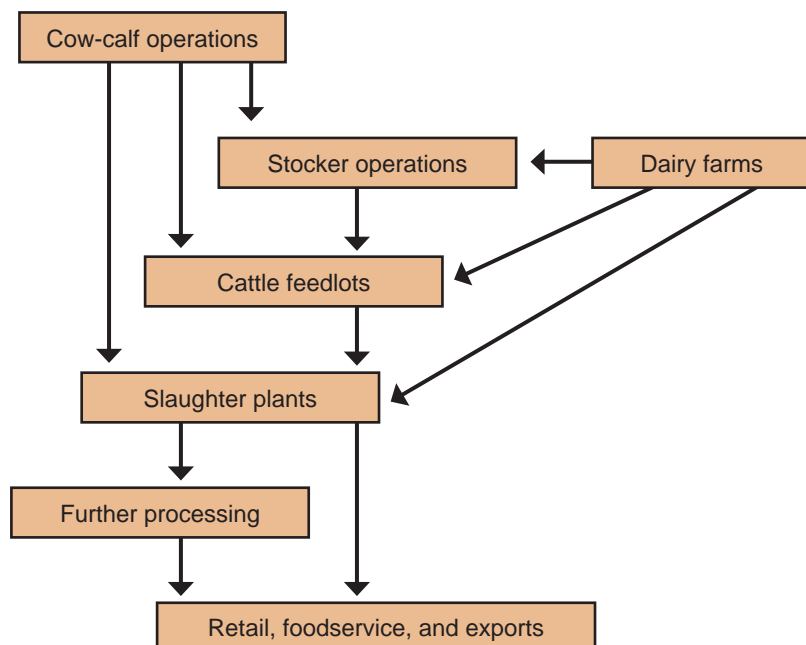 Cow-calf operations
Stocker operations
Dairy farms
Cattle feedlots
Slaughter plants
Further processing
Retail, foodservice, and exports